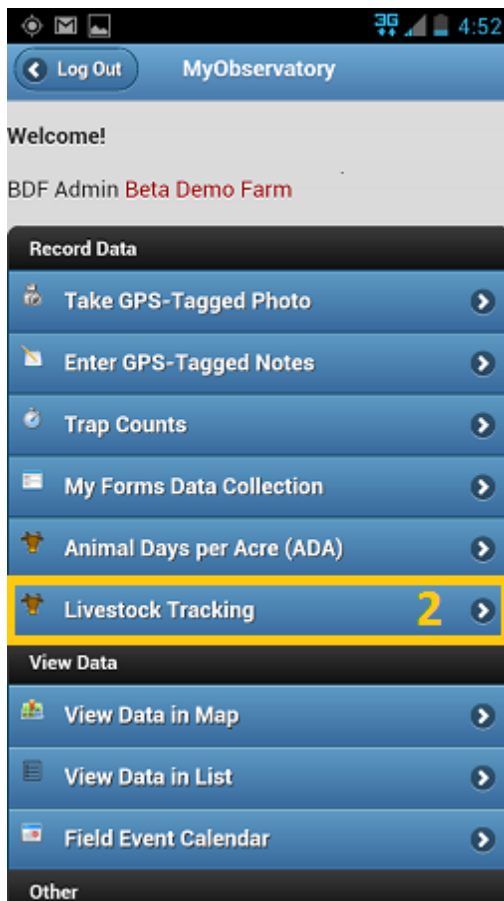 3G 4:52
Log Out MyObservatory
Welcome!
BDF Admin Beta Demo Farm
Record Data
Take GPS-Tagged Photo
Enter GPS-Tagged Notes
Trap Counts
My Forms Data Collection
Animal Days per Acre (ADA)
Livestock Tracking 2
View Data
View Data in Map
View Data in List
Field Event Calendar
Other